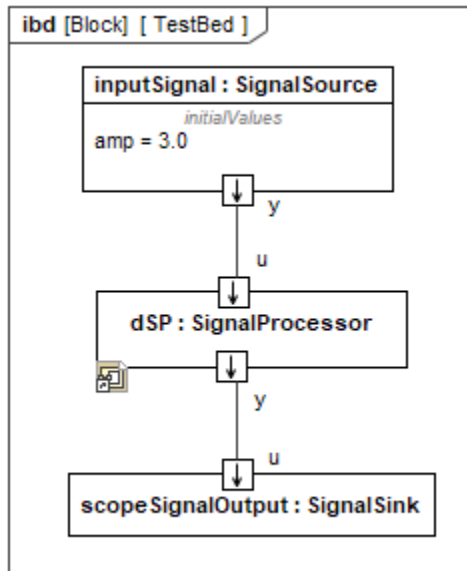 ibd [Block] [ TestBed ]
inputSignal : SignalSource
initialValues
amp = 3.0
y
u
dSP : SignalProcessor
y
u
scopeSignalOutput : SignalSink